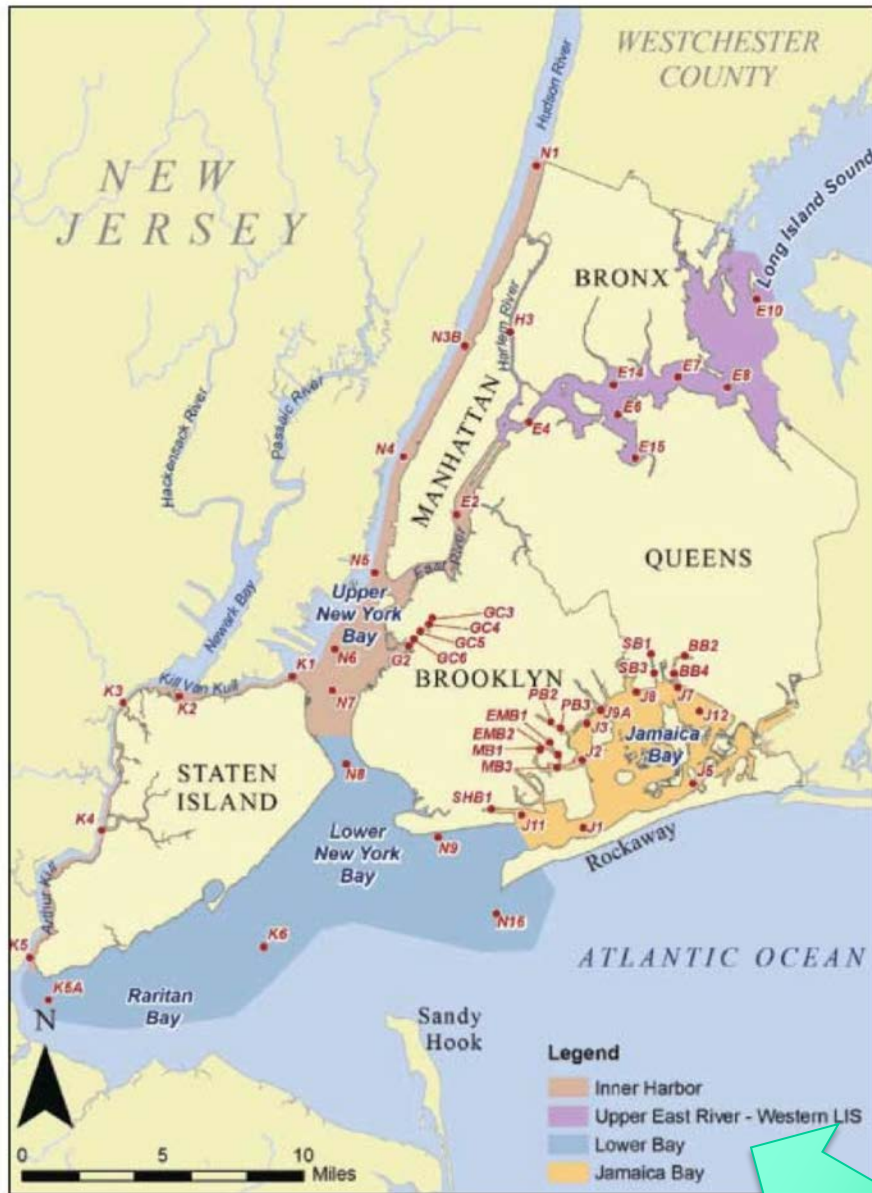 WESTCHESTER
COUNTY
Hudson River
NEW
JERSEY
N1
Long Island Sound
BRONX
E10
H3
Harlem River
N3B
E14
E7
E8
E6
Hackensack River
Passaic River
MANHATTAN
E4
N4
E15
E2
East River
QUEENS
N5
Upper
New York
Bay
Newark Bay
GC3
GC4
GC5
GC6
G2
SB1
BB2
Kill Van Kull
K1
N6
BROOKLYN
SB3
BB4
K3
K2
N7
PB2
PB3
J8
J7
EMB1
J9A
J12
EMB2
J3
Jamaica
Bay
MB1
J2
MB3
STATEN
ISLAND
N8
J5
SHB1
K4
J11
J1
Lower
New York
Bay
N9
Rockaway
Arthur Kill
N16
K6
ATLANTIC OCEAN
K5
K5A
Raritan
Bay
N
Sandy
Hook
Legend
Inner Harbor
Upper East River - Western LIS
Lower Bay
Jamaica Bay
0 5 10
Miles